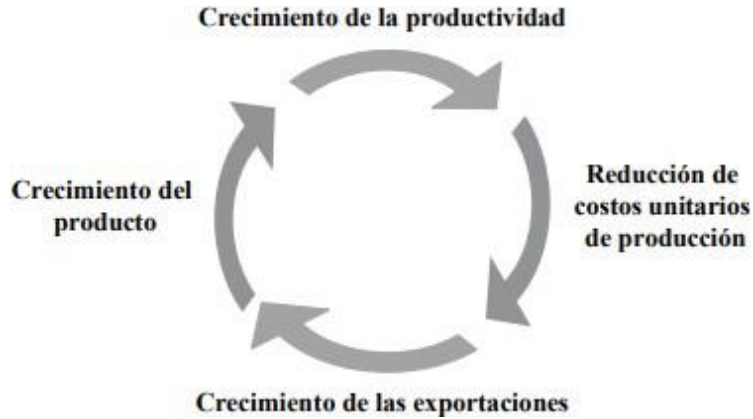 Crecimiento de la productividad
Reducción de
costos unitarios
de producción
Crecimiento del
producto
Crecimiento de las exportaciones